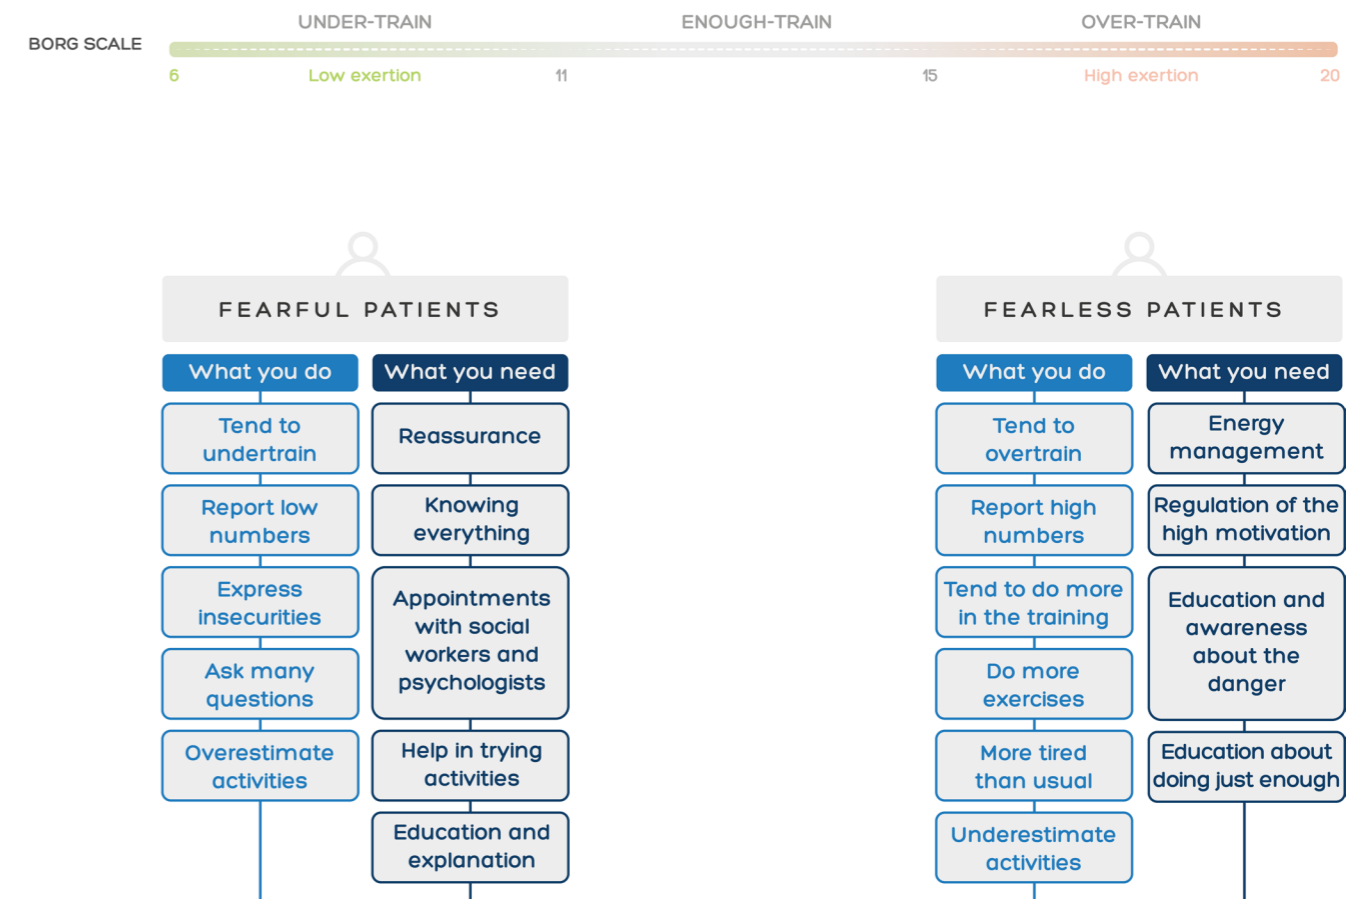 UNDER-TRAIN
ENOUGH-TRAIN
OVER-TRAIN
BORG SCALE
6
Low exertion
11
15
High exertion
20
FEARFUL PATIENTS
What you do
Tend to
undertrain
Report low
numbers
Express
insecurities
Ask many
questions
Overestimate
activities
What you need
Reassurance
Knowing
everything
Appointments
with social
workers and
psychologists
Help in trying
activities
Education and
explanation
FEARLESS PATIENTS
What you do
Tend to
overtrain
Report high
numbers
Tend to do more
in the training
Do more
exercises
More tired
than usual
Underestimate
activities
What you need
Energy
management
Regulation of the
high motivation
Education and
awareness
about the
danger
Education about
doing just enough